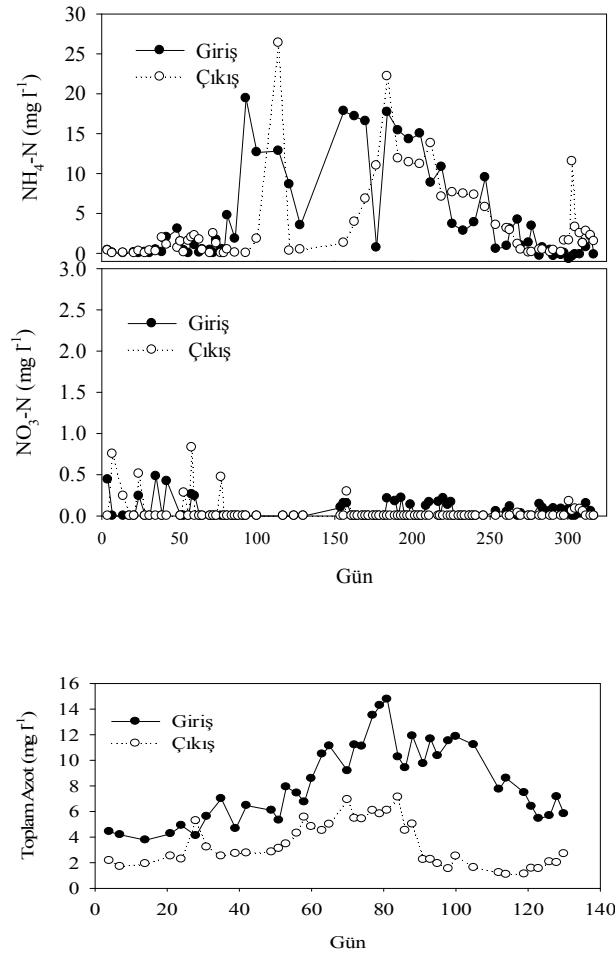 30
25
20
15
10
5
0
NH₄-N (mg l⁻¹)
Giriş
Çıkış
3.0
2.5
2.0
1.5
1.0
0.5
0.0
NO₃-N (mg l⁻¹)
Giriş
Çıkış
0 50 100 150 200 250 300
Gün
16
14
12
10
8
6
4
2
0
Toplam Azot (mg l⁻¹)
Giriş
Çıkış
0 20 40 60 80 100 120 140
Gün